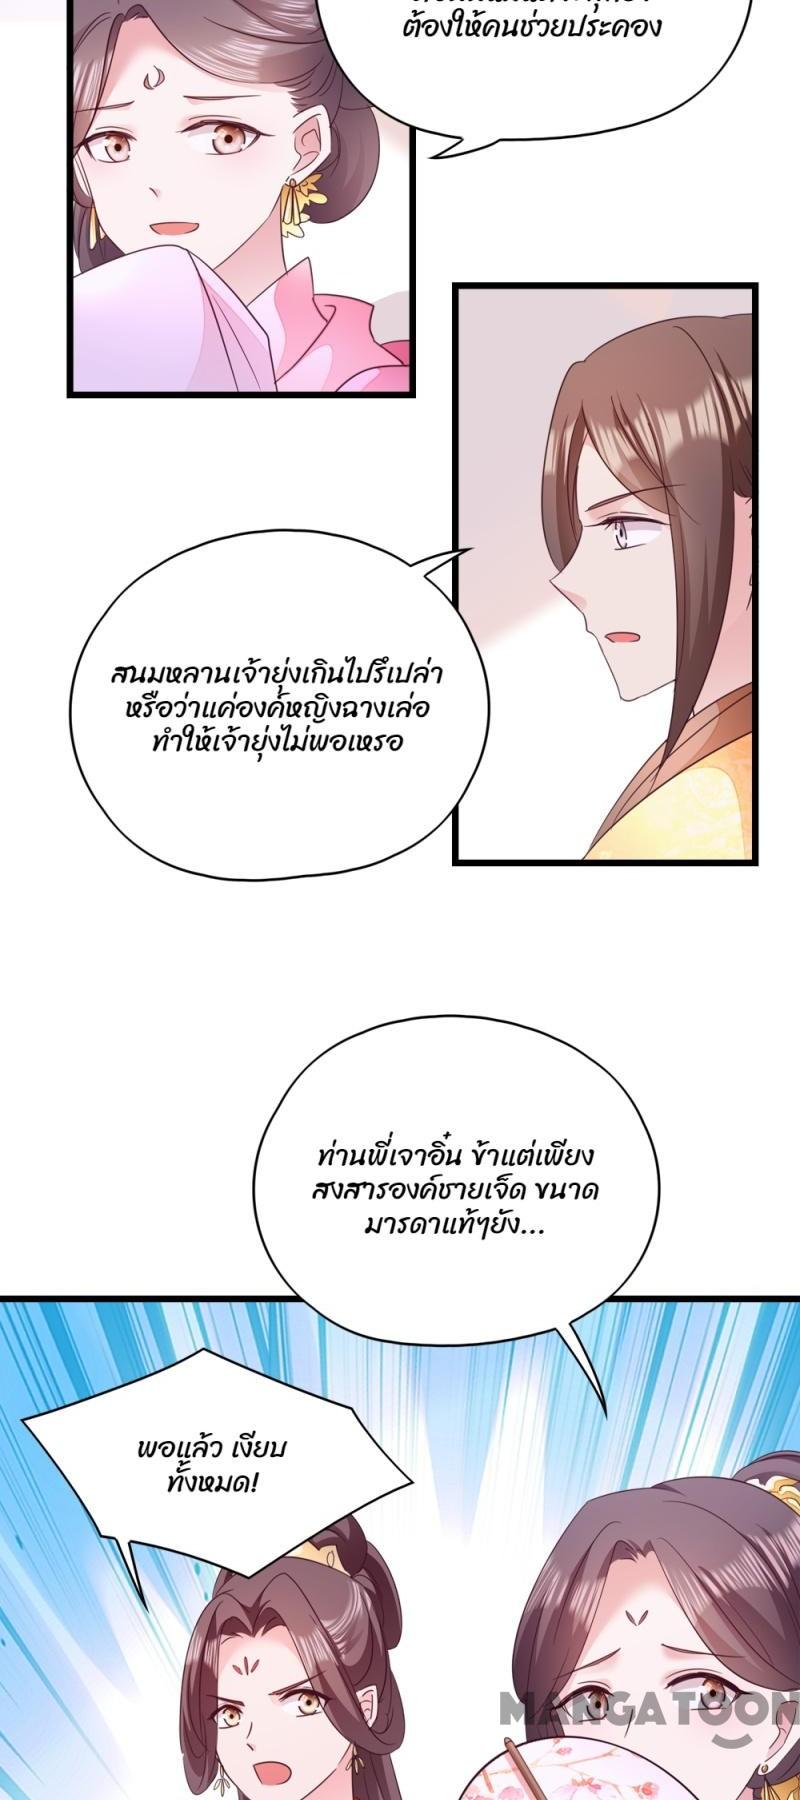 ต้องให้คนช่วยประคอง
สนมหลานเจ้ายุ่งเกินไปรึเปล่า
หรือว่าแค่องค์หญิงฉางเล่อ
ทำให้เจ้ายุ่งไม่พอเหรอ
ท่านพี่เจาอิ๋น ข้าแต่เพียง
สงสารองค์ชายเจ็ด ขนาด
มารดาแท้ๆยัง...
พอแล้ว เงียบ
ทั้งหมด!
MANGATOON